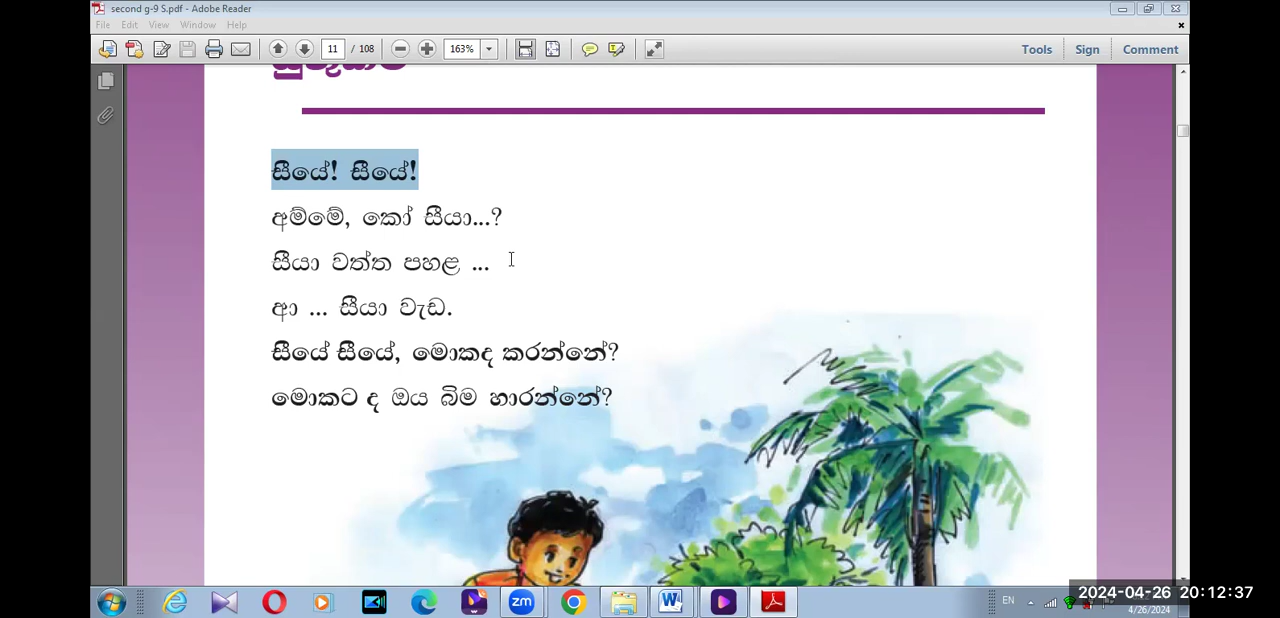 second g-9 S.pdf - Adobe Reader
File Edit View Window Help
11 / 108 163% Tools Sign Comment
සීයේ! සීයේ!
අම්මේ, කෝ සීයා...?
සීයා වත්ත පහළ ...
ආ ... සීයා වැඩ.
සීයේ සීයේ, මොකද කරන්නේ?
මොකට ද ඔය බිම හාරන්නේ?
EN
2024-04-26 20:12:37
4/26/2024